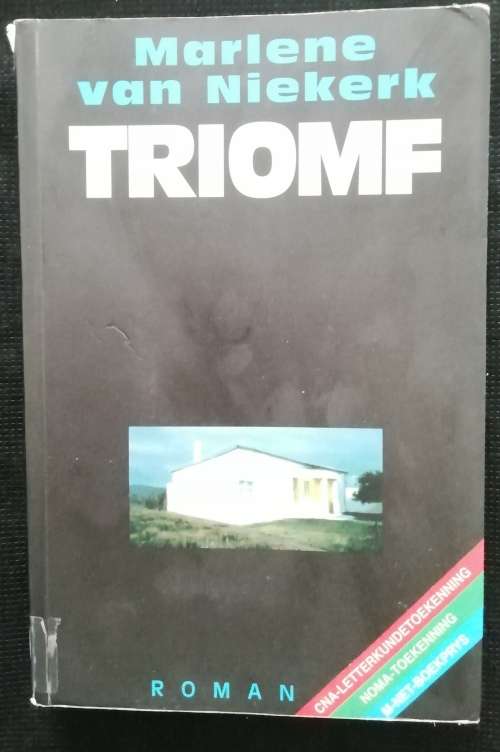 Marlene
van Niekerk
TRIOMF
CNA-LETTERKUNDETOEKENNING
NOMA-TOEKENNING
M-NET-BOEKPRYS
ROMAN